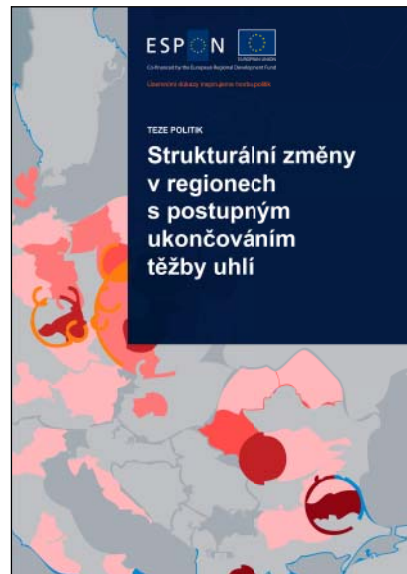 ESPON
EUROPEAN UNION
Co-financed by the European Regional Development Fund
TEZE POLITIK
Strukturální změny
v regionech
s postupným
ukončováním
těžby uhlí